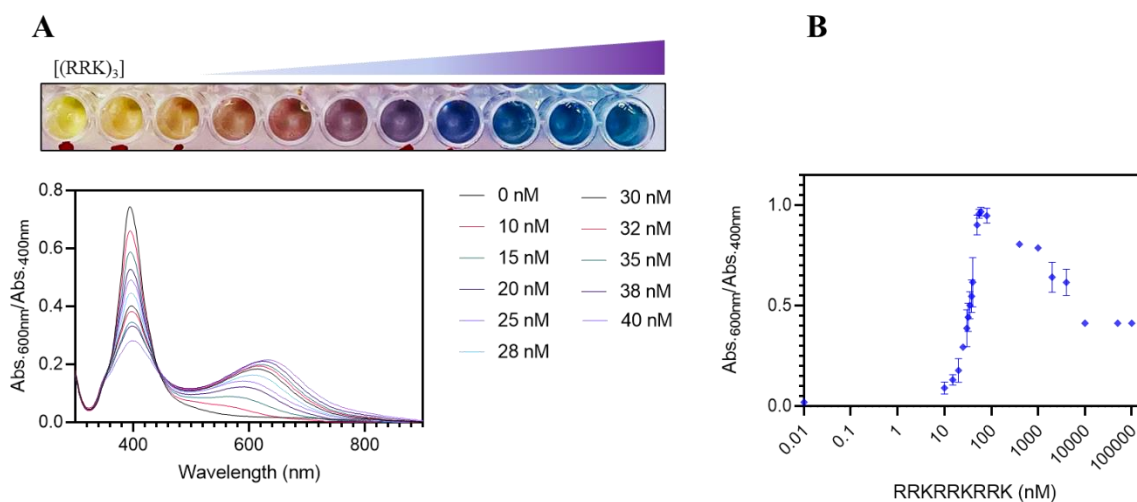 A
[(RRK)₃]
Abs.600nm/Abs.400nm
0.8
0.6
0.4
0.2
0.0
400
600
800
Wavelength (nm)
0 nM
10 nM
15 nM
20 nM
25 nM
28 nM
30 nM
32 nM
35 nM
38 nM
40 nM
B
Abs.600nm/Abs.400nm
1.0
0.5
0.0
0.01
0.1
1
10
100
1000
10000
100000
RRKRRKRRK (nM)